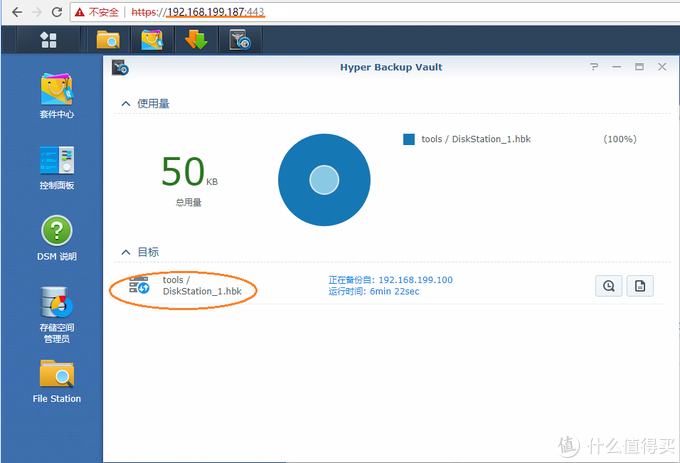 不安全 https://192.168.199.187:443
Hyper Backup Vault
套件中心
控制面板
DSM 说明
存储空间
管理员
File Station
使用量
50 KB
总用量
tools / DiskStation_1.hbk (100%)
目标
tools /
DiskStation_1.hbk
正在备份自: 192.168.199.100
运行时间: 6min 22sec
值 什么值得买